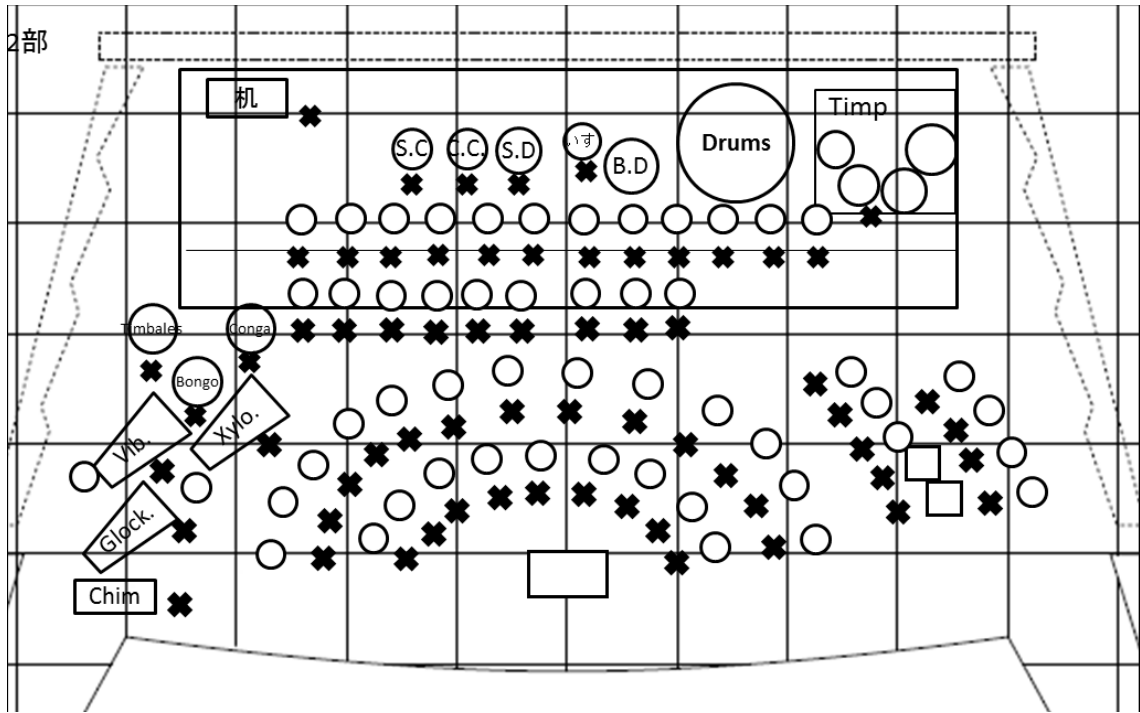 2部
机
Timp
S.C
C.C.
S.D
いす
B.D
Drums
Timbales
Conga
Bongo
Vib.
Xylo.
Glock.
Chim